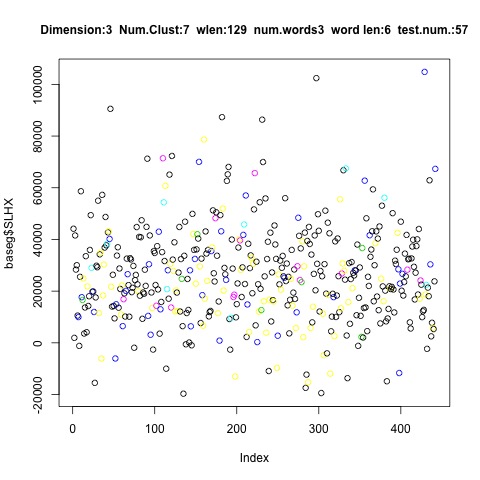 Dimension:3 Num.Clust:7 wlen:129 num.words3 word len:6 test.num.:57
baseg$SLHX
100000
80000
60000
40000
20000
0
-20000
0 100 200 300 400
Index